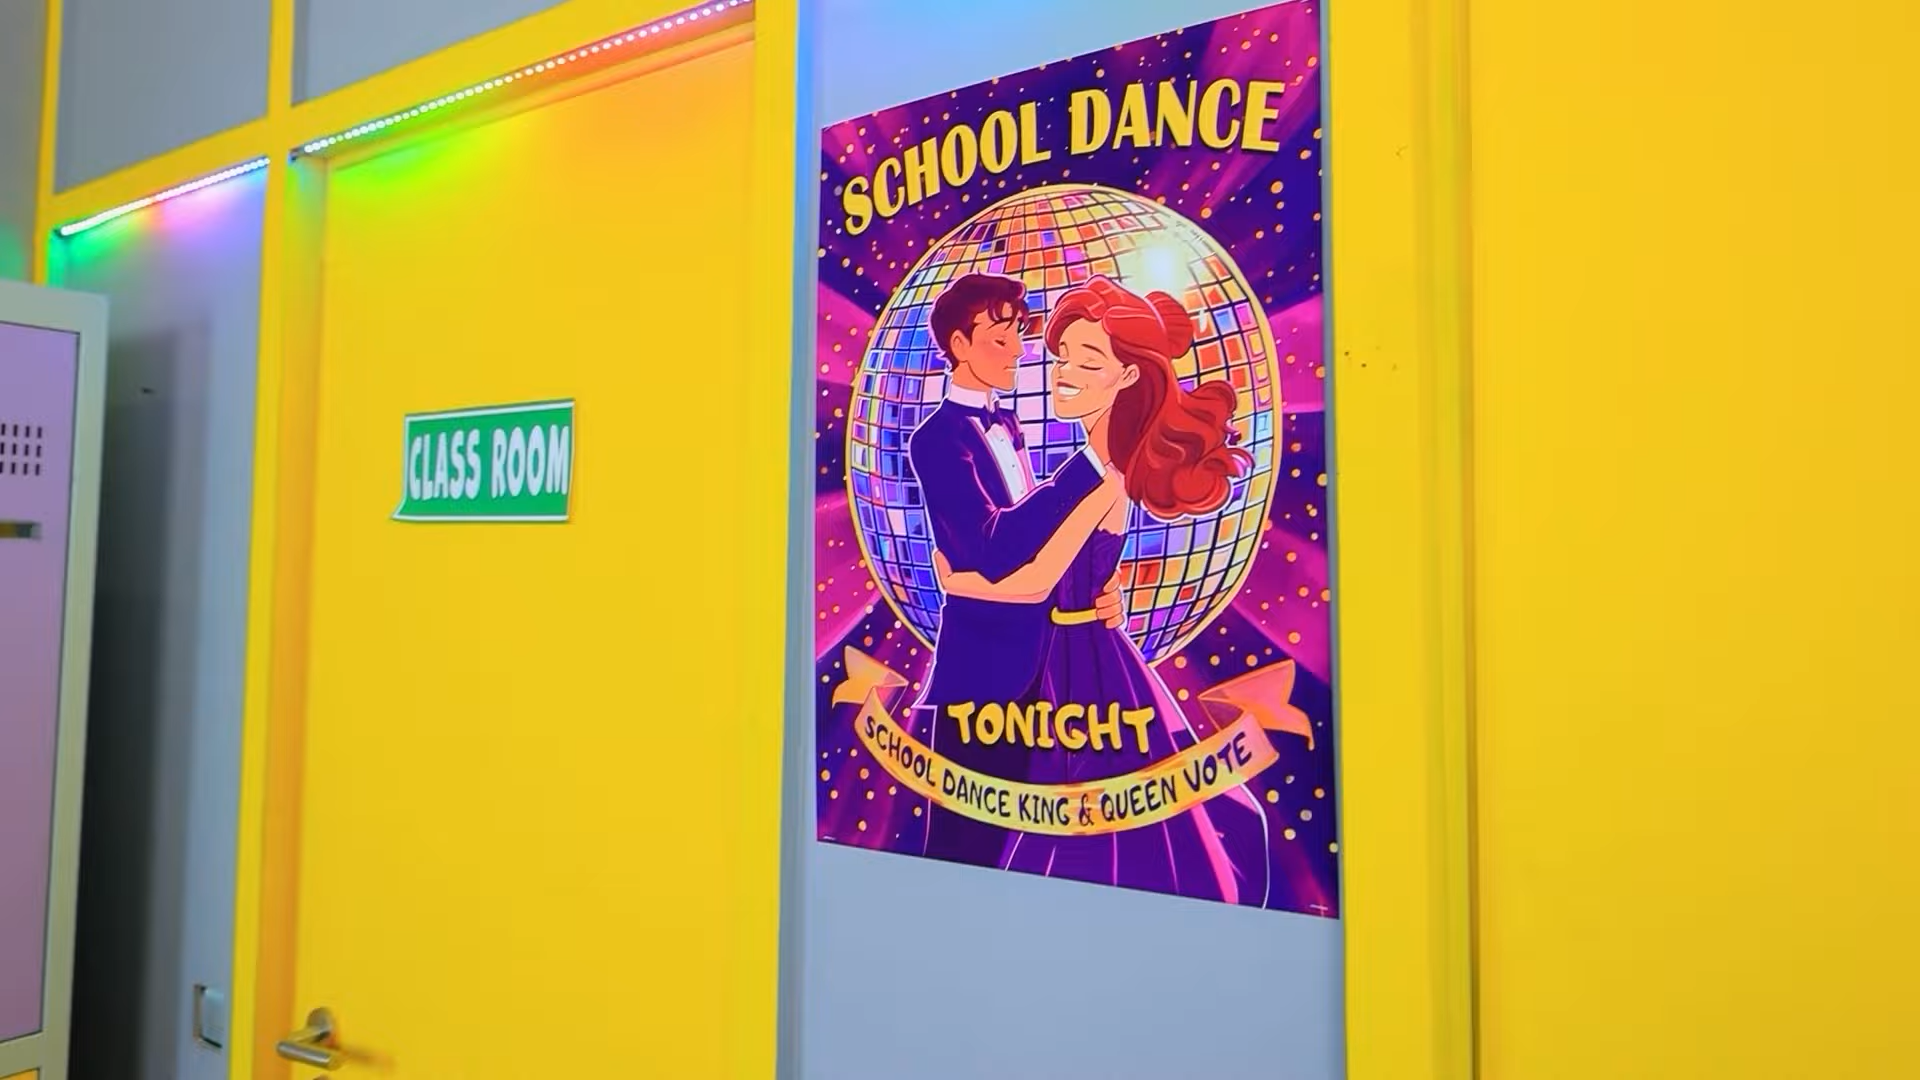 CLASS ROOM
SCHOOL DANCE
TONIGHT
SCHOOL DANCE KING & QUEEN VOTE